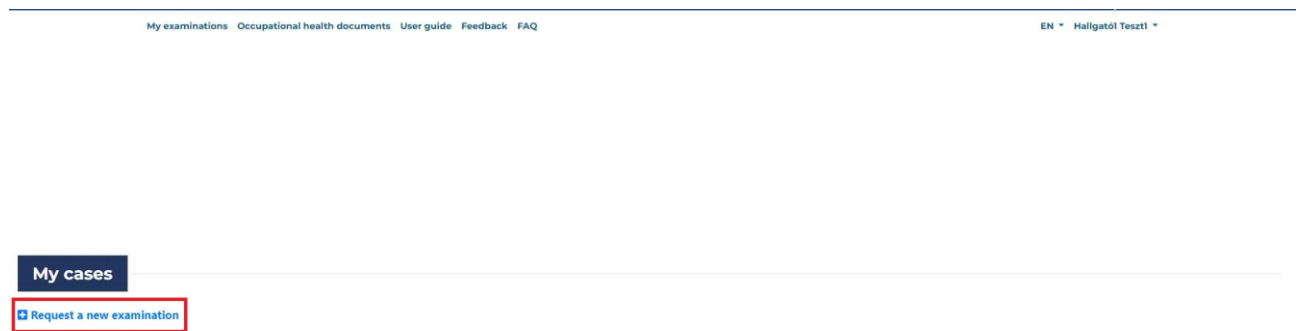 My examinations Occupational health documents User guide Feedback FAQ EN Hallgató1 Teszt1
My cases
Request a new examination